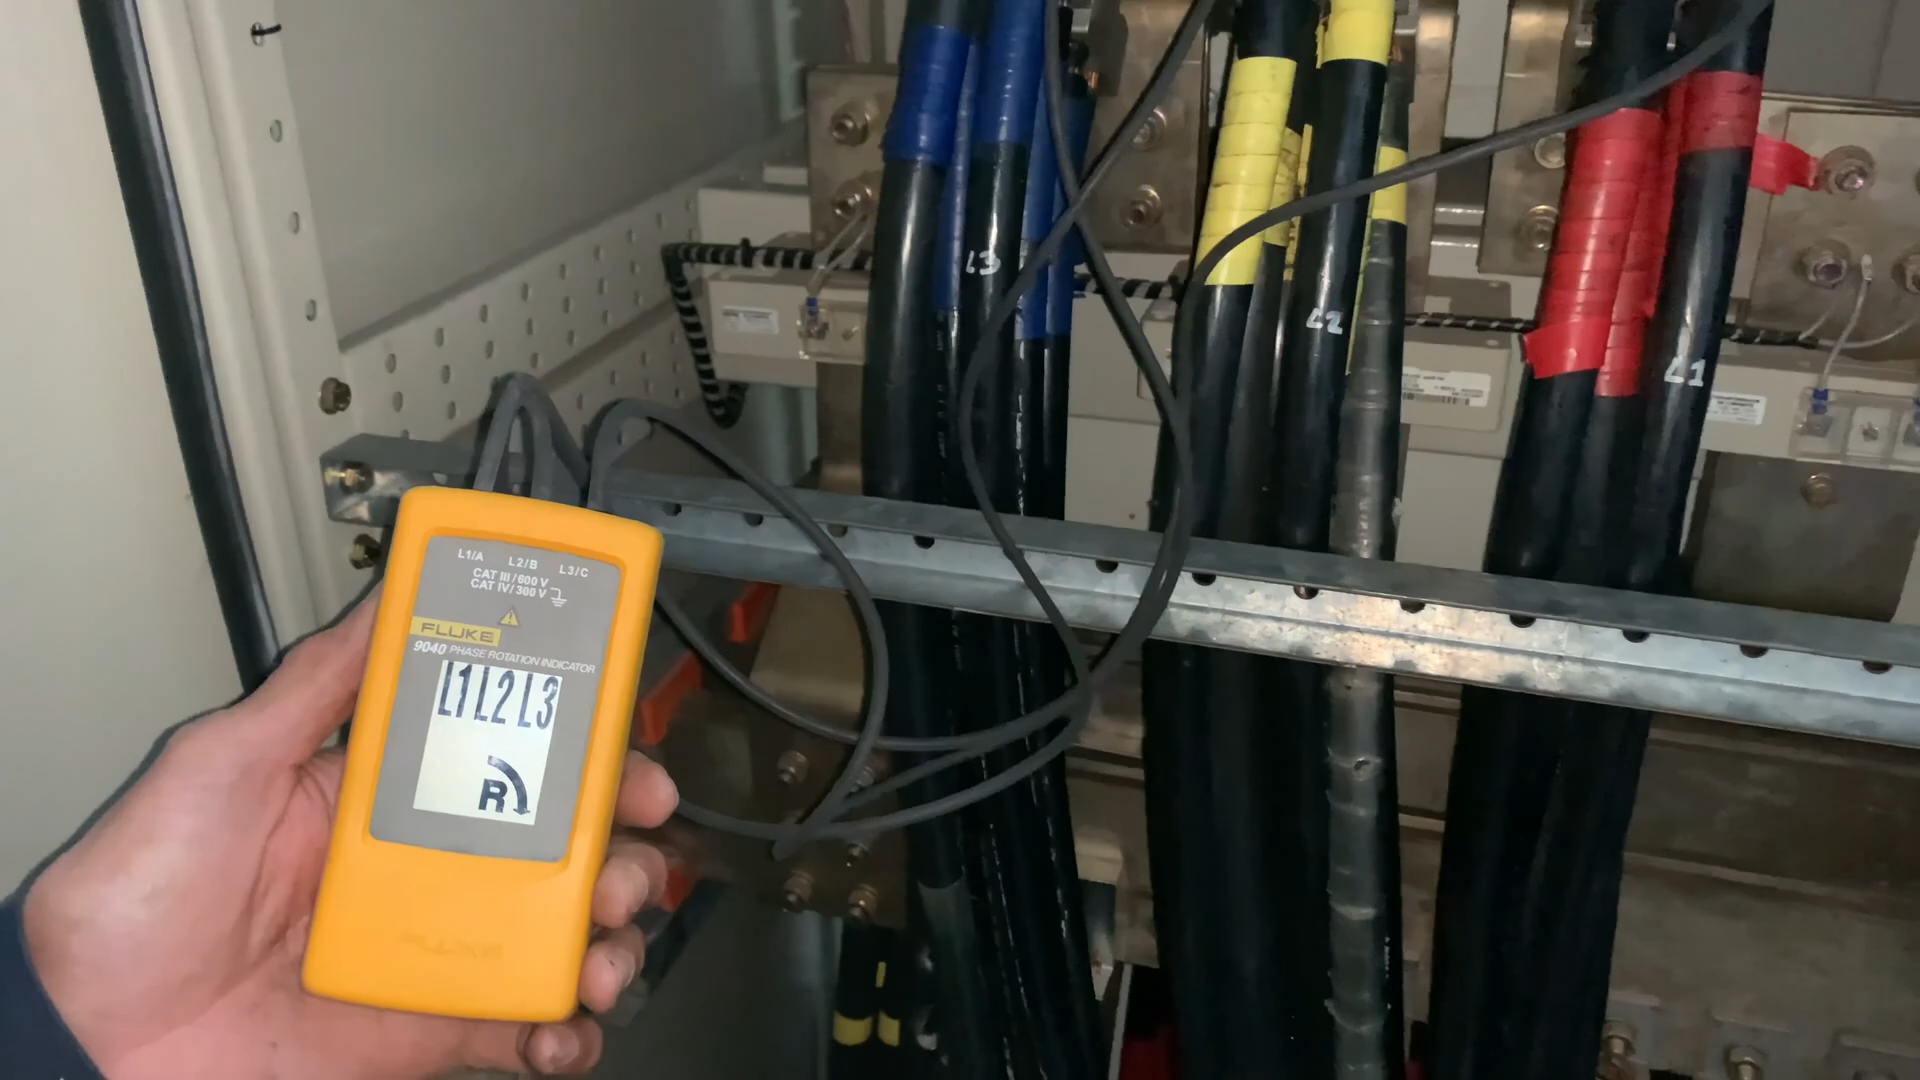 L3
L2
L1
L1/A L2/B L3/C
CAT III/600 V
CAT IV/300 V
FLUKE
9040 PHASE ROTATION INDICATOR
L1 L2 L3
R
FLUKE